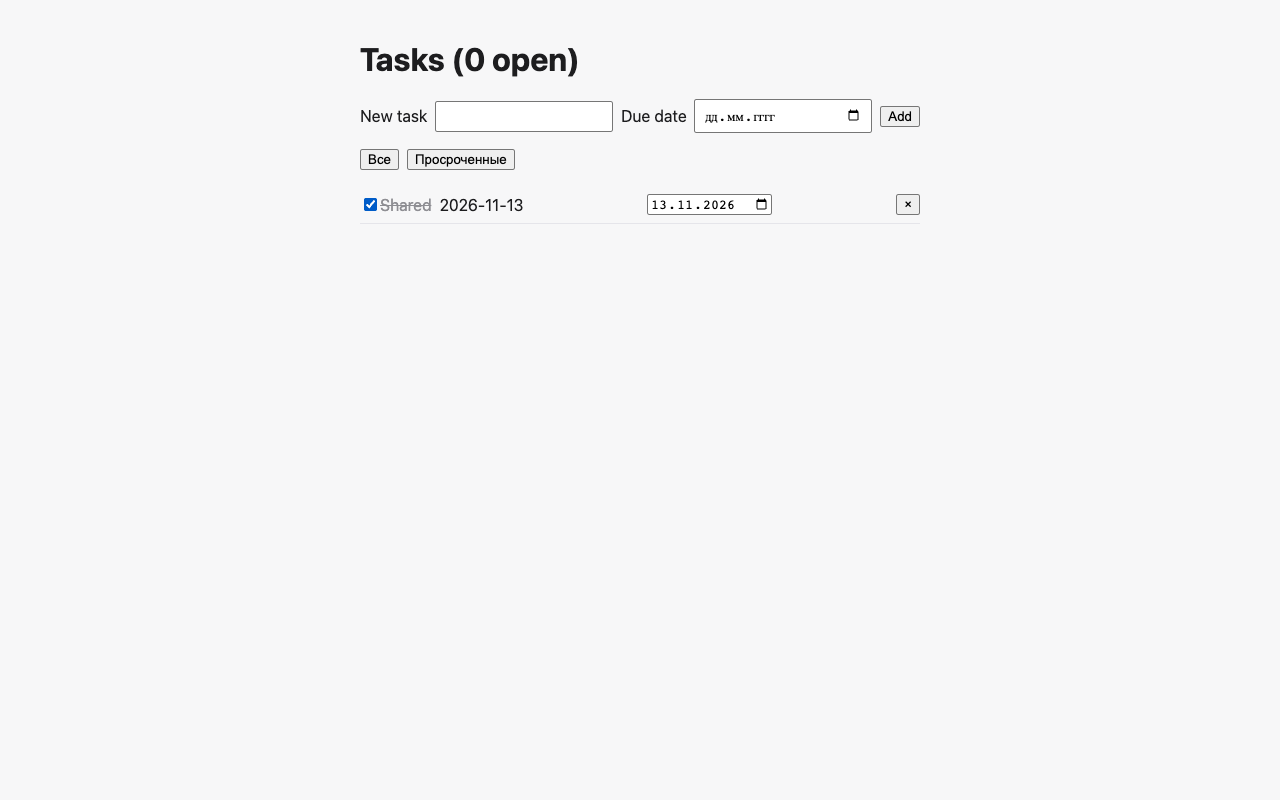 Tasks (0 open)
New task Due date дд.мм.гггг Add
Все Просроченные
Shared 2026-11-13 13.11.2026 ×